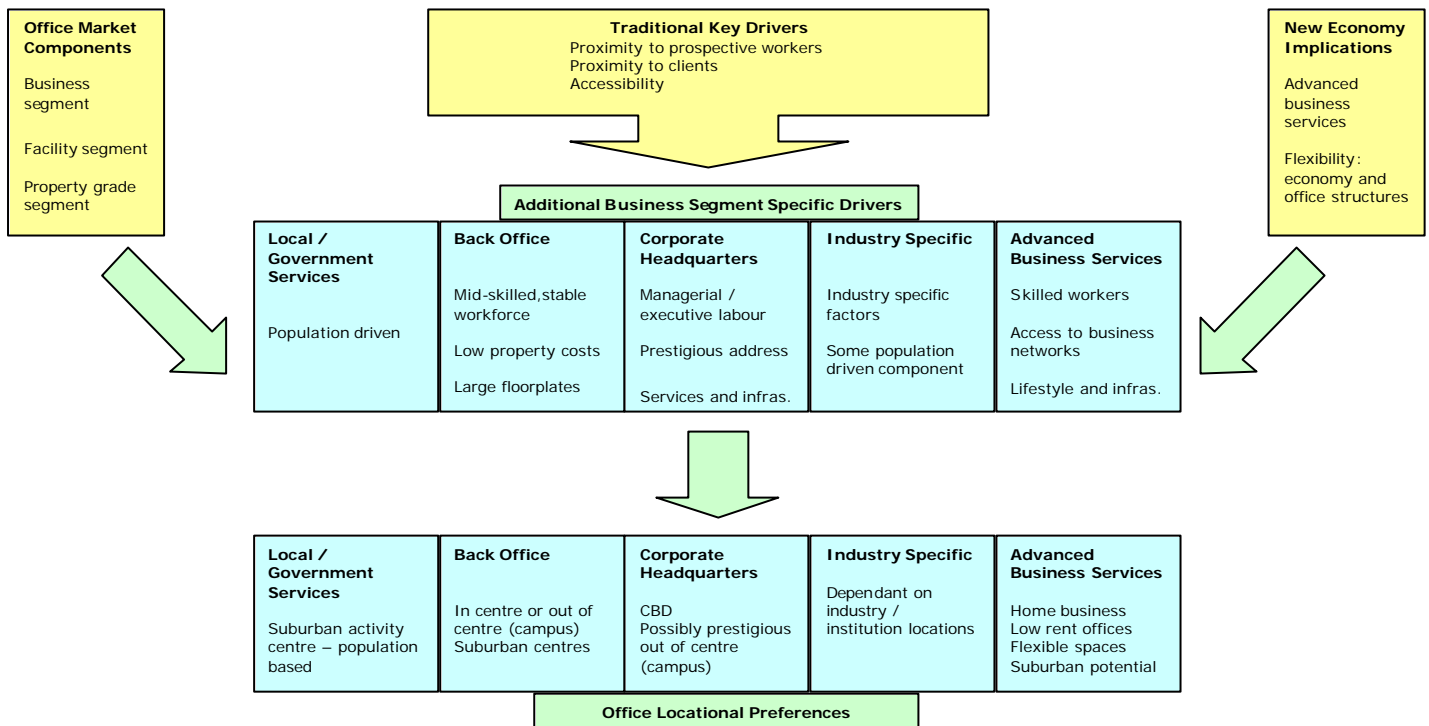 Office Market
Components
Business
segment
Facility segment
Property grade
segment
Traditional Key Drivers
Proximity to prospective workers
Proximity to clients
Accessibility
New Economy
Implications
Advanced
business
services
Flexibility:
economy and
office structures
Additional Business Segment Specific Drivers
Local /
Government
Services
Population driven
Back Office
Mid-skilled,stable
workforce
Low property costs
Large floorplates
Corporate
Headquarters
Managerial /
executive labour
Prestigious address
Services and infras.
Industry Specific
Industry specific
factors
Some population
driven component
Advanced
Business Services
Skilled workers
Access to business
networks
Lifestyle and infras.
Local /
Government
Services
Suburban activity
centre – population
based
Back Office
In centre or out of
centre (campus)
Suburban centres
Corporate
Headquarters
CBD
Possibly prestigious
out of centre
(campus)
Industry Specific
Dependant on
industry /
institution locations
Advanced
Business Services
Home business
Low rent offices
Flexible spaces
Suburban potential
Office Locational Preferences